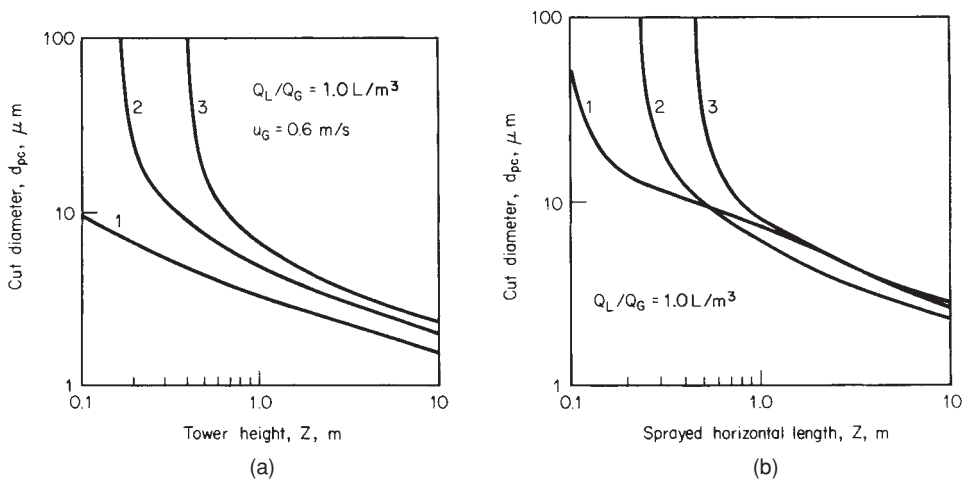 100
10
1
Cut diameter, dpc, μm
2
3
1
Q_L/Q_G = 1.0 L/m³
u_G = 0.6 m/s
0.1
1.0
10
Tower height, Z, m
(a)
100
10
1
Cut diameter, dpc, μm
1
2
3
Q_L/Q_G = 1.0 L/m³
0.1
1.0
10
Sprayed horizontal length, Z, m
(b)